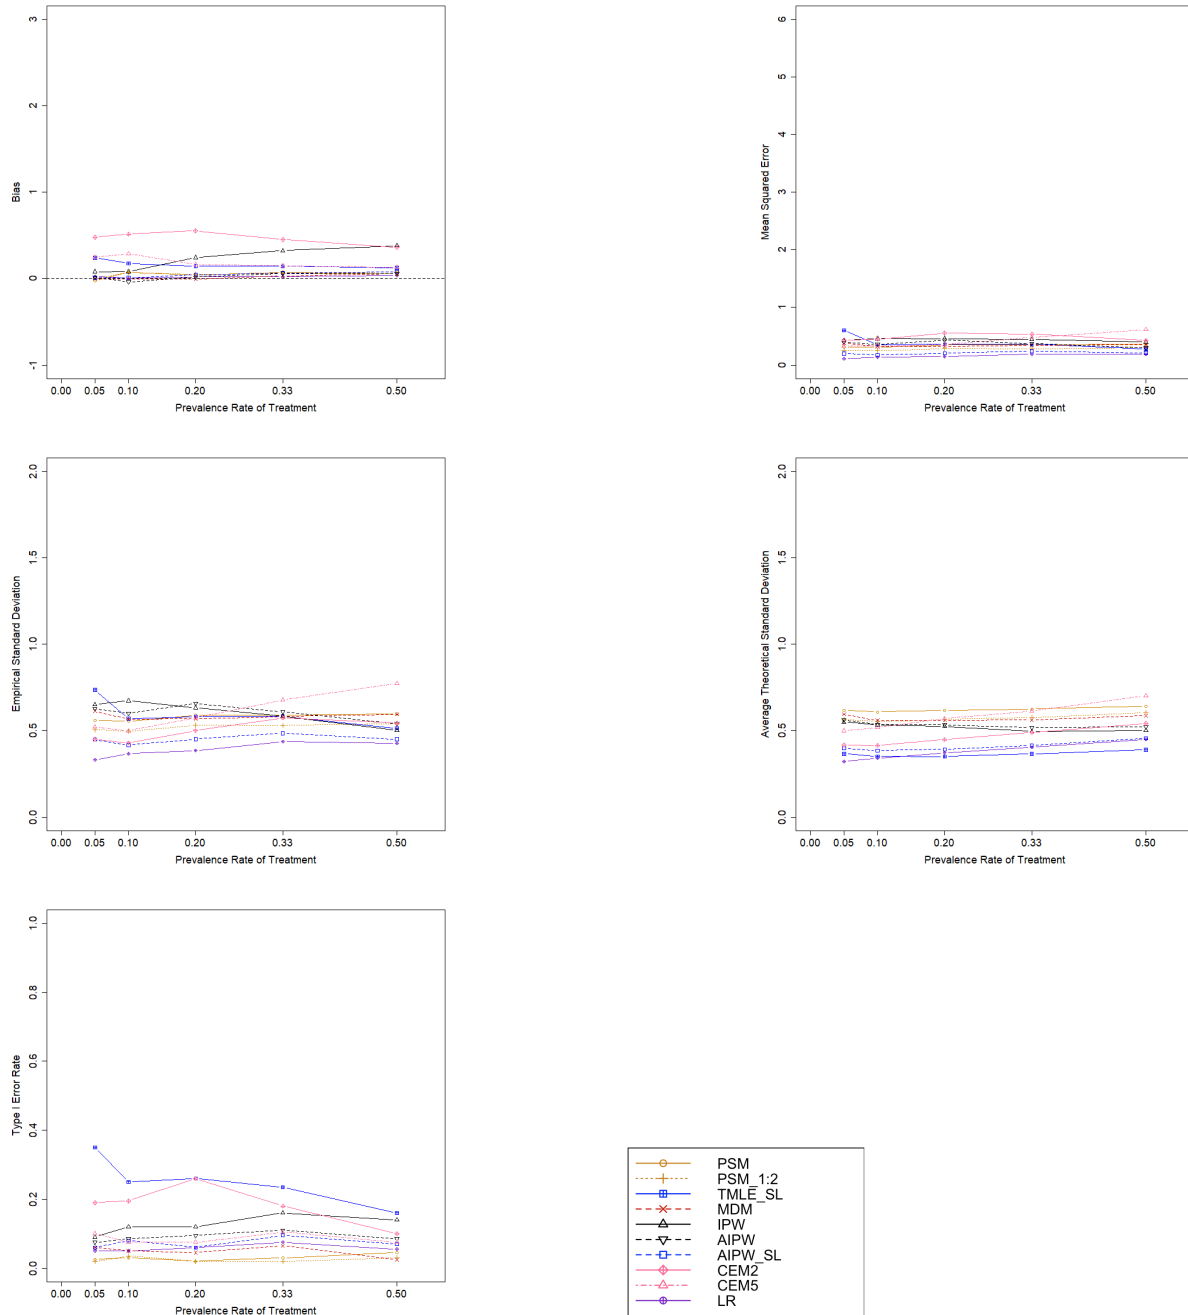 Bias
3
2
1
0
-1
0.00 0.05 0.10 0.20 0.33 0.50
Prevalence Rate of Treatment
Mean Squared Error
6
5
4
3
2
1
0
0.00 0.05 0.10 0.20 0.33 0.50
Prevalence Rate of Treatment
Empirical Standard Deviation
2.0
1.5
1.0
0.5
0.0
0.00 0.05 0.10 0.20 0.33 0.50
Prevalence Rate of Treatment
Average Theoretical Standard Deviation
2.0
1.5
1.0
0.5
0.0
0.00 0.05 0.10 0.20 0.33 0.50
Prevalence Rate of Treatment
Type I Error Rate
1.0
0.8
0.6
0.4
0.2
0.0
0.00 0.05 0.10 0.20 0.33 0.50
Prevalence Rate of Treatment
PSM
PSM_1:2
TMLE_SL
MDM
IPW
AIPW
AIPW_SL
CEM2
CEM5
LR